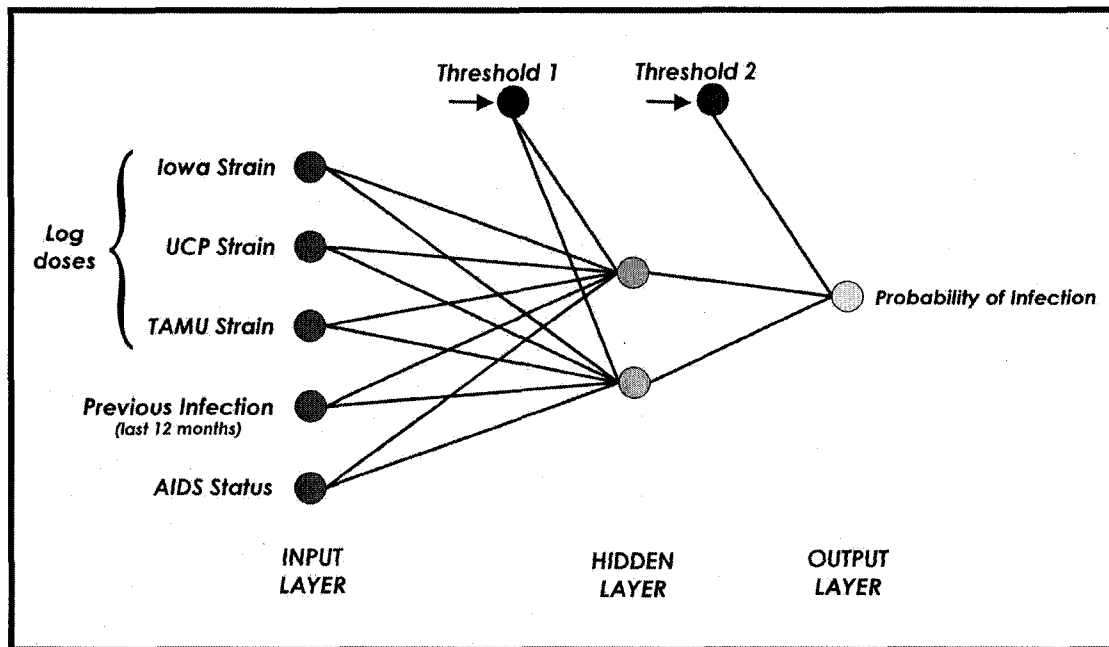 Threshold 1
Threshold 2
Iowa Strain
Log
doses
UCP Strain
TAMU Strain
Probability of Infection
Previous Infection
(last 12 months)
AIDS Status
INPUT
LAYER
HIDDEN
LAYER
OUTPUT
LAYER